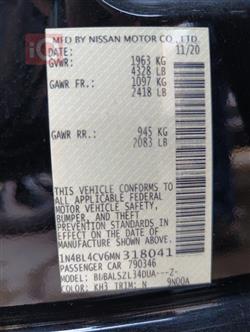 MFD BY NISSAN MOTOR CO., LTD.
DATE: 11/20
GVWR: 1963 KG
4328 LB
GAWR FR.: 1097 KG
2418 LB
GAWR RR.: 945 KG
2083 LB
THIS VEHICLE CONFORMS
TO ALL APPLICABLE FEDERAL
MOTOR VEHICLE SAFETY,
BUMPER, AND THEFT
PREVENTION STANDARDS IN
EFFECT ON THE DATE OF
MANUFACTURE SHOWN ABOVE.
1N4BL4CV6MN318041
PASSENGER CAR 790346
MODEL: BDBALSZL34DUA---Z-
COLOR: KH3 TRIM: N 9N00A